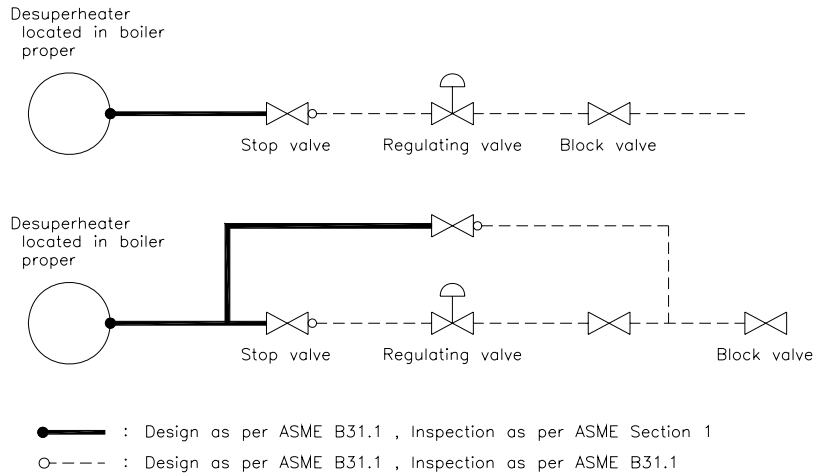 Desuperheater
located in boiler
proper
Stop valve
Regulating valve
Block valve
Desuperheater
located in boiler
proper
Stop valve
Regulating valve
Block valve
: Design as per ASME B31.1 , Inspection as per ASME Section 1
: Design as per ASME B31.1 , Inspection as per ASME B31.1